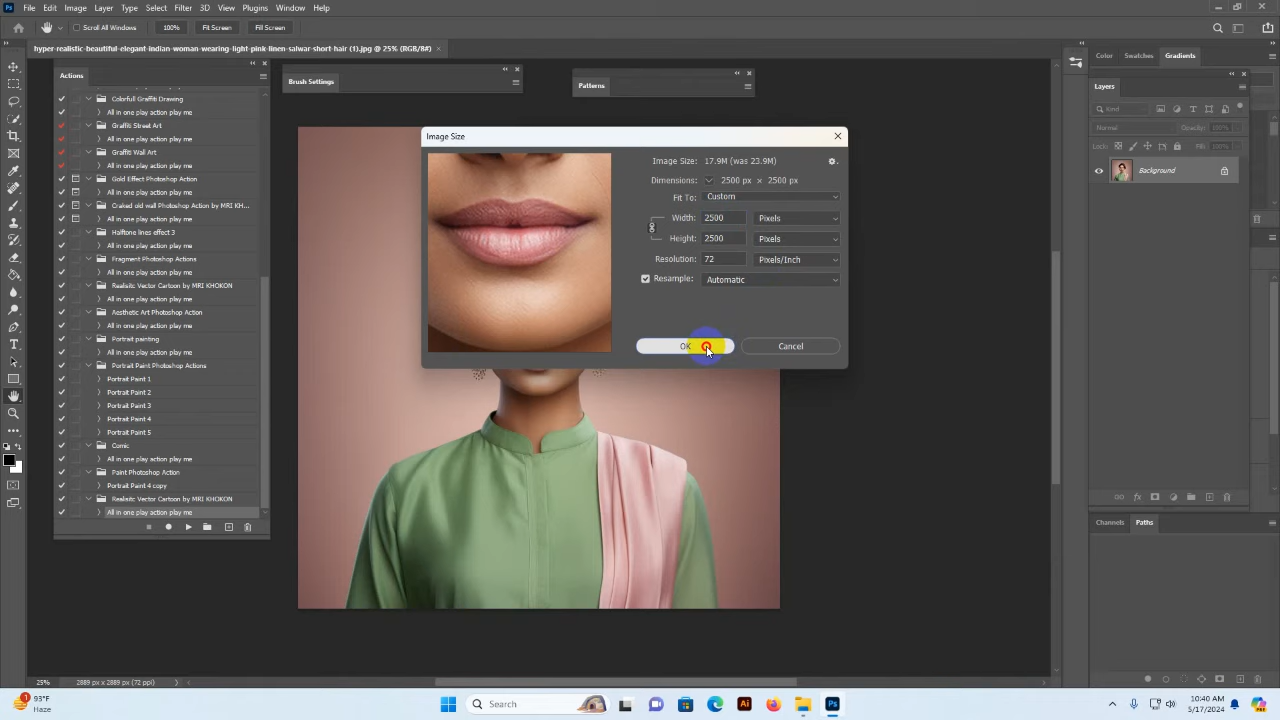 Ps File Edit Image Layer Type Select Filter 3D View Plugins Window Help
Scroll All Windows 100% Fit Screen Fill Screen
hyper-realistic-beautiful-elegant-indian-woman-wearing-light-pink-linen-salwar-short-hair (1).jpg @ 25% (RGB/8#) ×
Actions
Colorfull Graffiti Drawing
All in one play action play me
Graffiti Street Art
All in one play action play me
Graffiti Wall Art
All in one play action play me
Gold Effect Photoshop Action
All in one play action play me
Craked old wall Photoshop Action by MRI KH...
All in one play action play me
Halftone lines effect 3
All in one play action play me
Fragment Photoshop Actions
All in one play action play me
Realisitc Vector Cartoon by MRI KHOKON
All in one play action play me
Aesthetic Art Photoshop Action
All in one play action play me
Portrait painting
All in one play action play me
Portrait Paint Photoshop Actions
Portrait Paint 1
Portrait Paint 2
Portrait Paint 3
Portrait Paint 4
Portrait Paint 5
Comic
All in one play action play me
Paint Photoshop Action
Portrait Paint 4 copy
Realisitc Vector Cartoon by MRI KHOKON
All in one play action play me
Brush Settings
Patterns
Image Size
Image Size: 17.9M (was 23.9M)
Dimensions: 2500 px × 2500 px
Fit To: Custom
Width: 2500 Pixels
Height: 2500 Pixels
Resolution: 72 Pixels/Inch
Resample: Automatic
OK Cancel
Color Swatches Gradients
Layers
Kind
Normal Opacity: 100%
Lock: Fill: 100%
Background
Channels Paths
25% 2889 px x 2889 px (72 ppi)
1 93°F
Haze
Search
Ai Ps
10:40 AM
5/17/2024